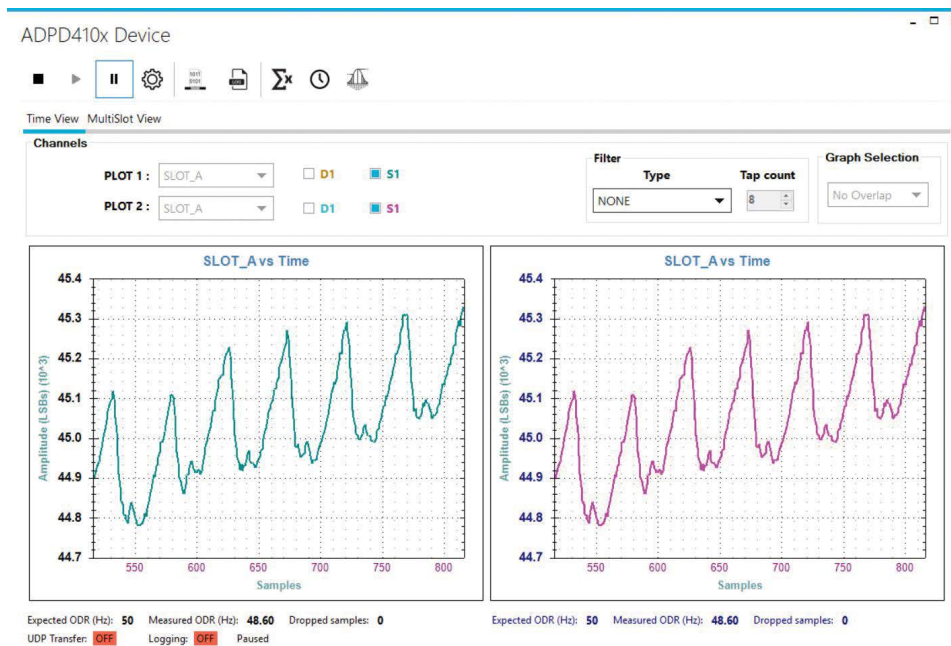 ADPD410x Device
Time View MultiSlot View
Channels
PLOT 1 : SLOT_A D1 S1
PLOT 2 : SLOT_A D1 S1
Filter
Type Tap count
NONE 8
Graph Selection
No Overlap
SLOT_A vs Time
45.4
45.3
45.2
45.1
45.0
44.9
44.8
44.7
Amplitude (LSBs) (10^3)
550 600 650 700 750 800
Samples
SLOT_A vs Time
45.4
45.3
45.2
45.1
45.0
44.9
44.8
44.7
Amplitude (LSBs) (10^3)
550 600 650 700 750 800
Samples
Expected ODR (Hz): 50 Measured ODR (Hz): 48.60 Dropped samples: 0
UDP Transfer: OFF Logging: OFF Paused
Expected ODR (Hz): 50 Measured ODR (Hz): 48.60 Dropped samples: 0